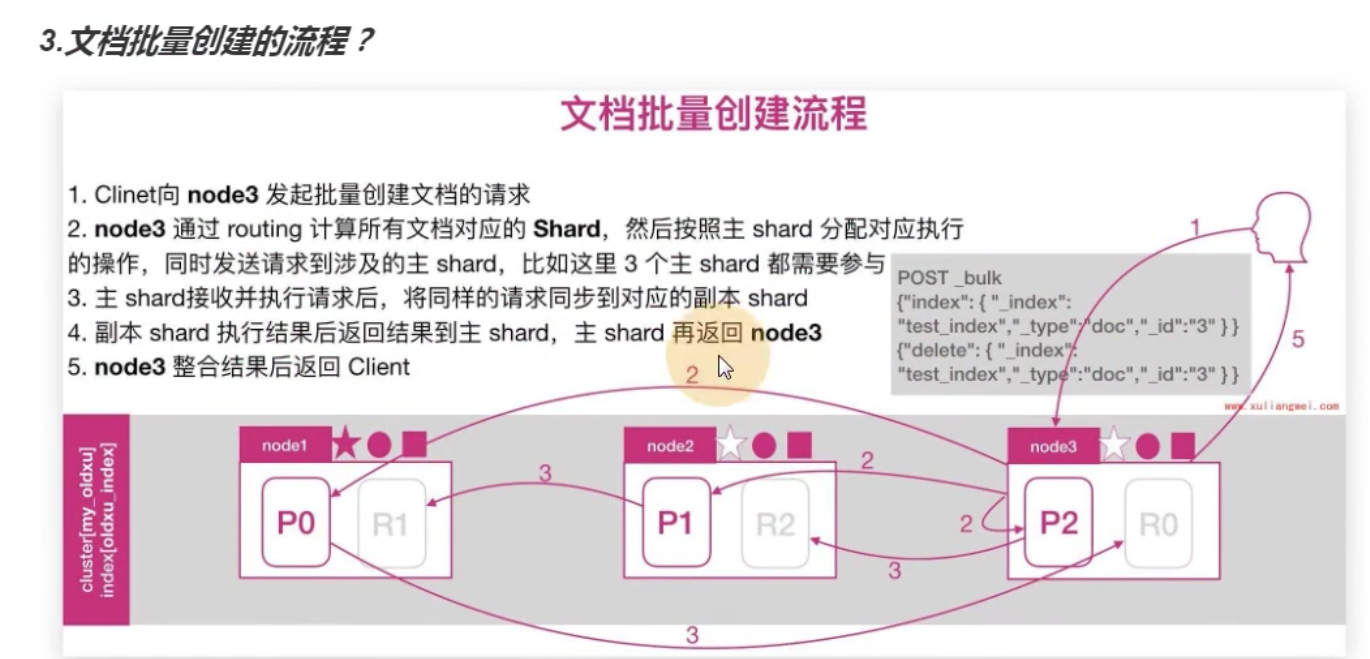 3.文档批量创建的流程？
文档批量创建流程
1. Clinet向 node3 发起批量创建文档的请求
2. node3 通过 routing 计算所有文档对应的 Shard，然后按照主 shard 分配对应执行
的操作，同时发送请求到涉及的主 shard，比如这里 3 个主 shard 都需要参与
3. 主 shard接收并执行请求后，将同样的请求同步到对应的副本 shard
4. 副本 shard 执行结果后返回结果到主 shard，主 shard 再返回 node3
5. node3 整合结果后返回 Client
1
POST _bulk
{"index": { "_index":
"test_index","_type":"doc","_id":"3" } }
{"delete": { "_index":
"test_index","_type":"doc","_id":"3" } }
5
www.xuliangwei.com
2
cluster[my_oldxu]
index[oldxu_index]
node1
node2
node3
3
2
P0
R1
P1
R2
2
P2
R0
3
3